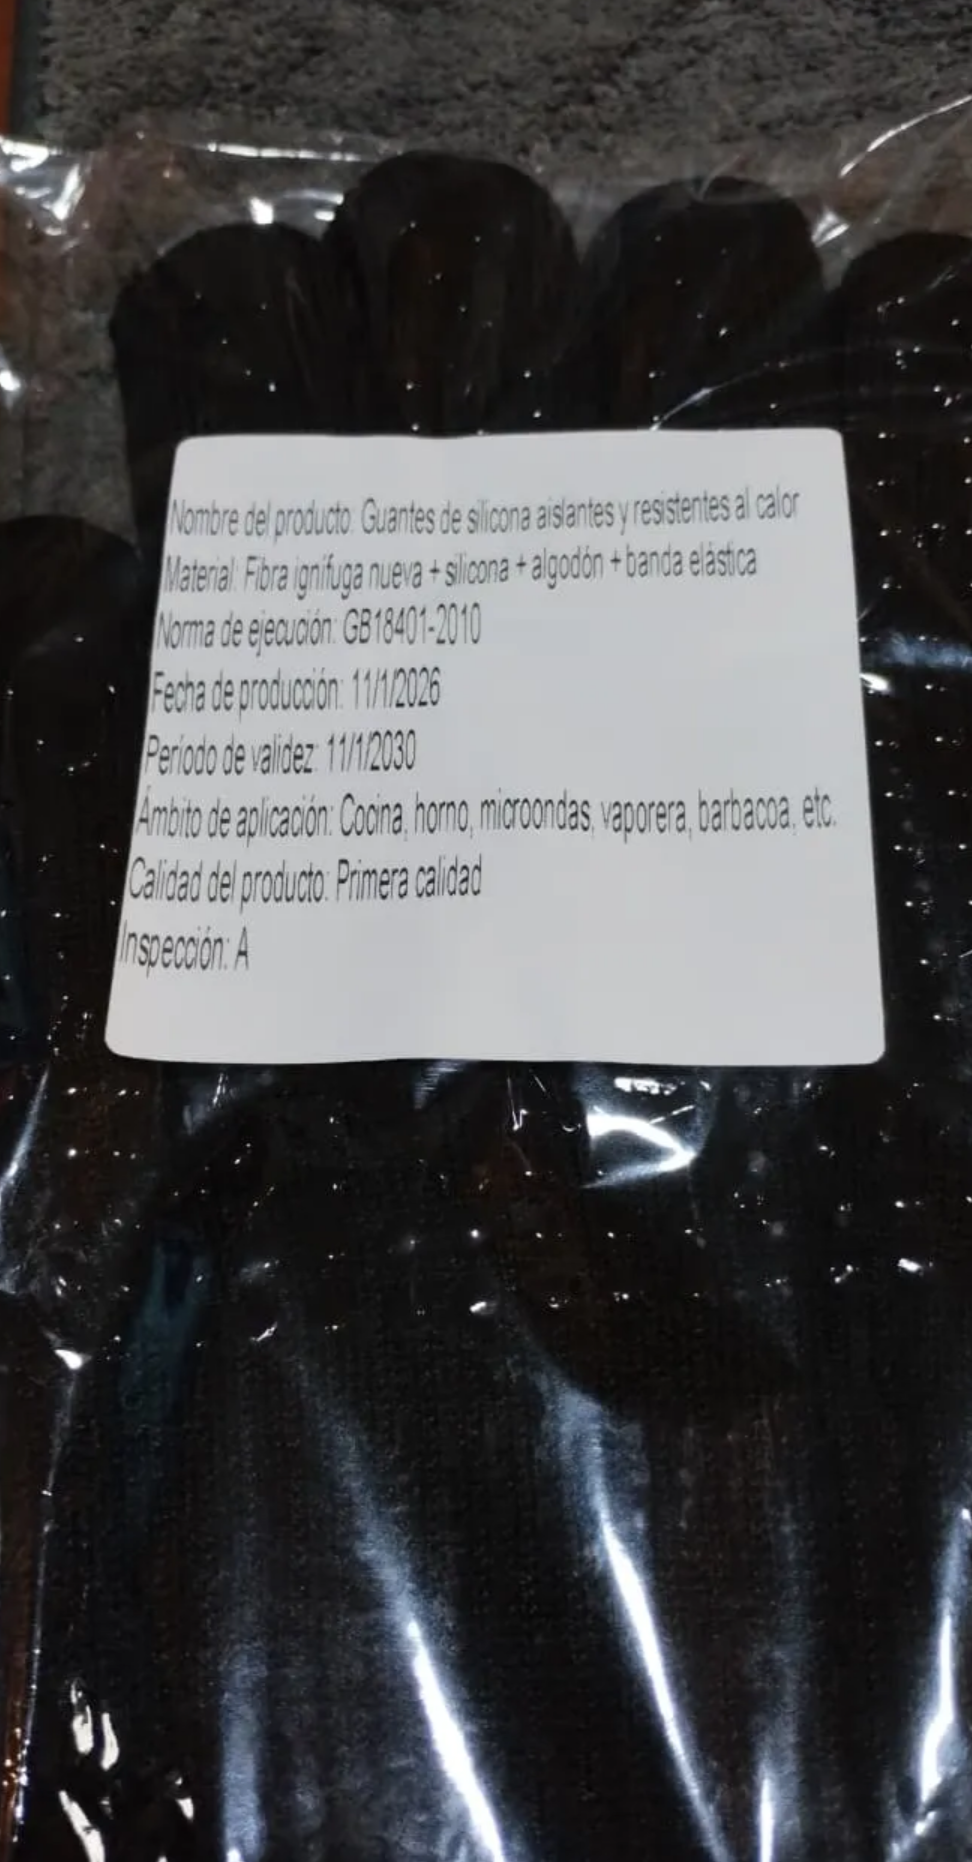 Nombre del producto: Guantes de silicona aislantes y resistentes al calor
Material: Fibra ignífuga nueva + silicona + algodón + banda elástica
Norma de ejecución: GB18401-2010
Fecha de producción: 11/1/2026
Período de validez: 11/1/2030
Ámbito de aplicación: Cocina, horno, microondas, vaporera, barbacoa, etc.
Calidad del producto: Primera calidad
Inspección: A